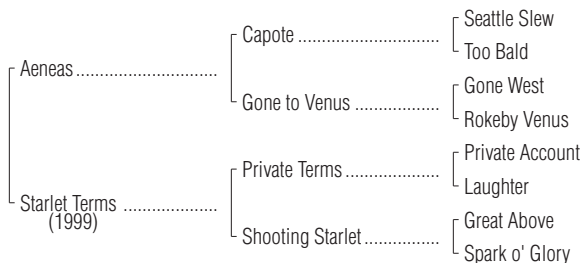 Seattle Slew
Capote ..............................
Too Bald
Aeneas ..............................
Gone West
Gone to Venus ..................
Rokeby Venus
Private Account
Private Terms .....................
Laughter
Starlet Terms ....................
(1999)
Great Above
Shooting Starlet ................
Spark o' Glory